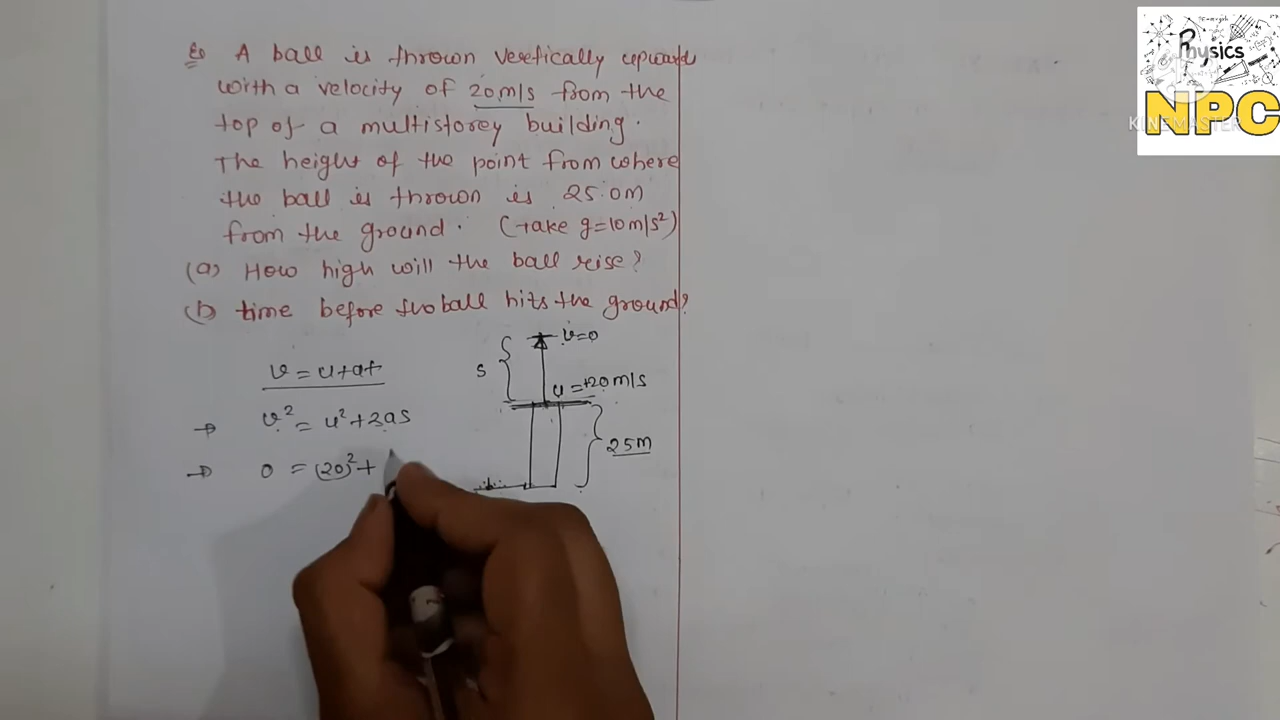 Ex A ball is thrown vertically upward
with a velocity of 20m/s from the
top of a multistorey building.
The height of the point from where
the ball is thrown is 25.0m
from the ground. (take g=10m/s²)
(a) How high will the ball rise?
(b) time before the ball hits the ground?
v = u+at
→ v² = u²+2as
→ 0 = (20)²+
v=0
s
u = +20m/s
25m
Physics
NPC
KINEMASTER